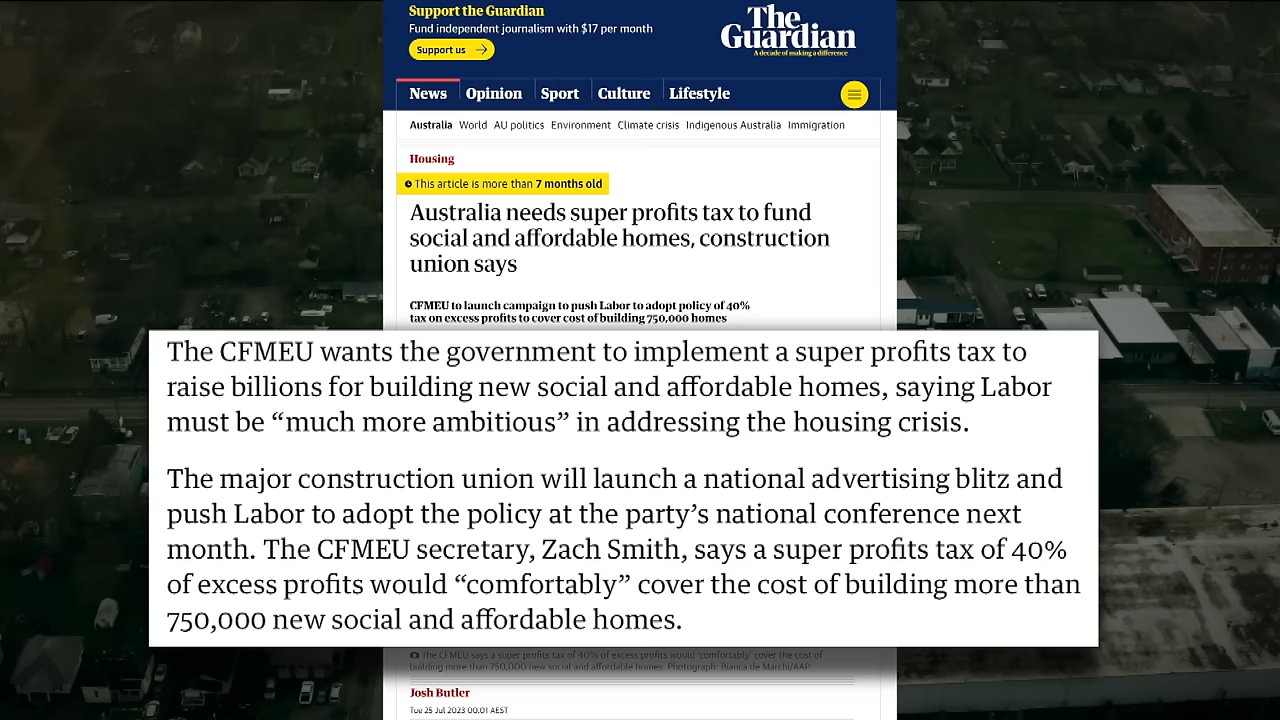 Support the Guardian
Fund independent journalism with $17 per month
Support us
The
Guardian
A decade of making a difference
News
Opinion
Sport
Culture
Lifestyle
Australia World AU politics Environment Climate crisis Indigenous Australia Immigration
Housing
This article is more than 7 months old
Australia needs super profits tax to fund
social and affordable homes, construction
union says
CFMEU to launch campaign to push Labor to adopt policy of 40%
tax on excess profits to cover cost of building 750,000 homes
The CFMEU wants the government to implement a super profits tax to
raise billions for building new social and affordable homes, saying Labor
must be “much more ambitious” in addressing the housing crisis.
The major construction union will launch a national advertising blitz and
push Labor to adopt the policy at the party’s national conference next
month. The CFMEU secretary, Zach Smith, says a super profits tax of 40%
of excess profits would “comfortably” cover the cost of building more than
750,000 new social and affordable homes.
The CFMEU says a super profits tax of 40% of excess profits would ‘comfortably’ cover the cost of
building more than 750,000 new social and affordable homes. Photograph: Bianca de Marchi/AAP
Josh Butler
Tue 25 Jul 2023 00.01 AEST